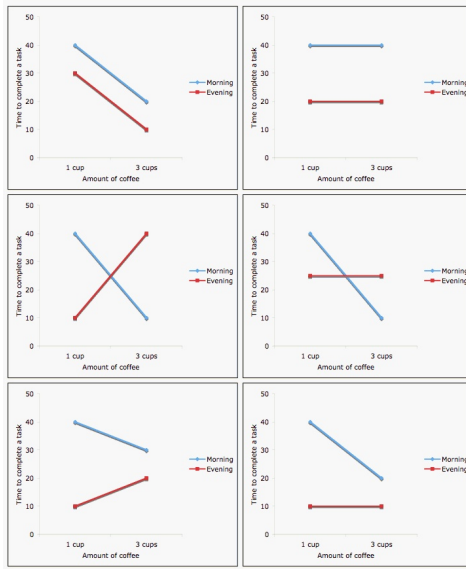 50
40
30
20
10
0
Time to complete a task
1 cup 3 cups
Amount of coffee
Morning
Evening
50
40
30
20
10
0
Time to complete a task
1 cup 3 cups
Amount of coffee
Morning
Evening
50
40
30
20
10
0
Time to complete a task
1 cup 3 cups
Amount of coffee
Morning
Evening
50
40
30
20
10
0
Time to complete a task
1 cup 3 cups
Amount of coffee
Morning
Evening
50
40
30
20
10
0
Time to complete a task
1 cup 3 cups
Amount of coffee
Morning
Evening
50
40
30
20
10
0
Time to complete a task
1 cup 3 cups
Amount of coffee
Morning
Evening